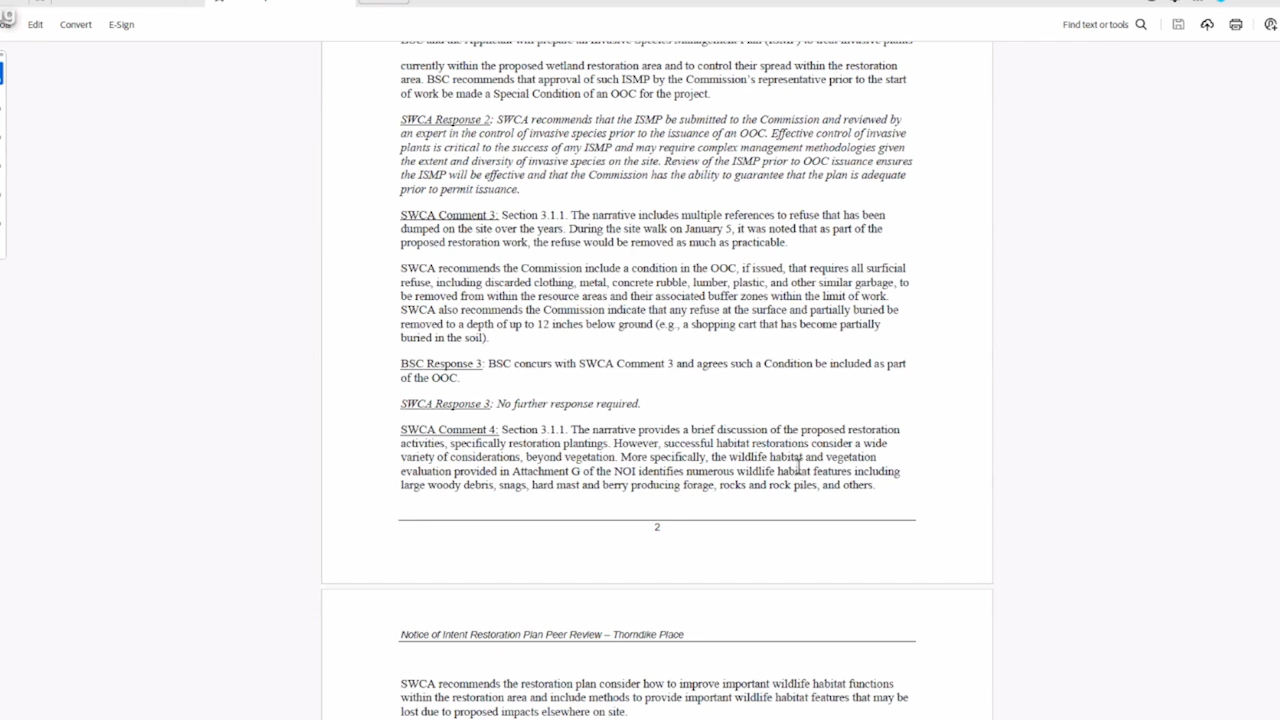 Edit Convert E-Sign Find text or tools
currently within the proposed wetland restoration area and to control their spread within the restoration
area. BSC recommends that approval of such ISMP by the Commission's representative prior to the start
of work be made a Special Condition of an OOC for the project.
SWCA Response 2: SWCA recommends that the ISMP be submitted to the Commission and reviewed by
an expert in the control of invasive species prior to the issuance of an OOC. Effective control of invasive
plants is critical to the success of any ISMP and may require complex management methodologies given
the extent and diversity of invasive species on the site. Review of the ISMP prior to OOC issuance ensures
the ISMP will be effective and that the Commission has the ability to guarantee that the plan is adequate
prior to permit issuance.
SWCA Comment 3: Section 3.1.1. The narrative includes multiple references to refuse that has been
dumped on the site over the years. During the site walk on January 5, it was noted that as part of the
proposed restoration work, the refuse would be removed as much as practicable.
SWCA recommends the Commission include a condition in the OOC, if issued, that requires all surficial
refuse, including discarded clothing, metal, concrete rubble, lumber, plastic, and other similar garbage, to
be removed from within the resource areas and their associated buffer zones within the limit of work.
SWCA also recommends the Commission indicate that any refuse at the surface and partially buried be
removed to a depth of up to 12 inches below ground (e.g., a shopping cart that has become partially
buried in the soil).
BSC Response 3: BSC concurs with SWCA Comment 3 and agrees such a Condition be included as part
of the OOC.
SWCA Response 3: No further response required.
SWCA Comment 4: Section 3.1.1. The narrative provides a brief discussion of the proposed restoration
activities, specifically restoration plantings. However, successful habitat restorations consider a wide
variety of considerations, beyond vegetation. More specifically, the wildlife habitat and vegetation
evaluation provided in Attachment G of the NOI identifies numerous wildlife habitat features including
large woody debris, snags, hard mast and berry producing forage, rocks and rock piles, and others.
2
Notice of Intent Restoration Plan Peer Review – Thorndike Place
SWCA recommends the restoration plan consider how to improve important wildlife habitat functions
within the restoration area and include methods to provide important wildlife habitat features that may be
lost due to proposed impacts elsewhere on site.